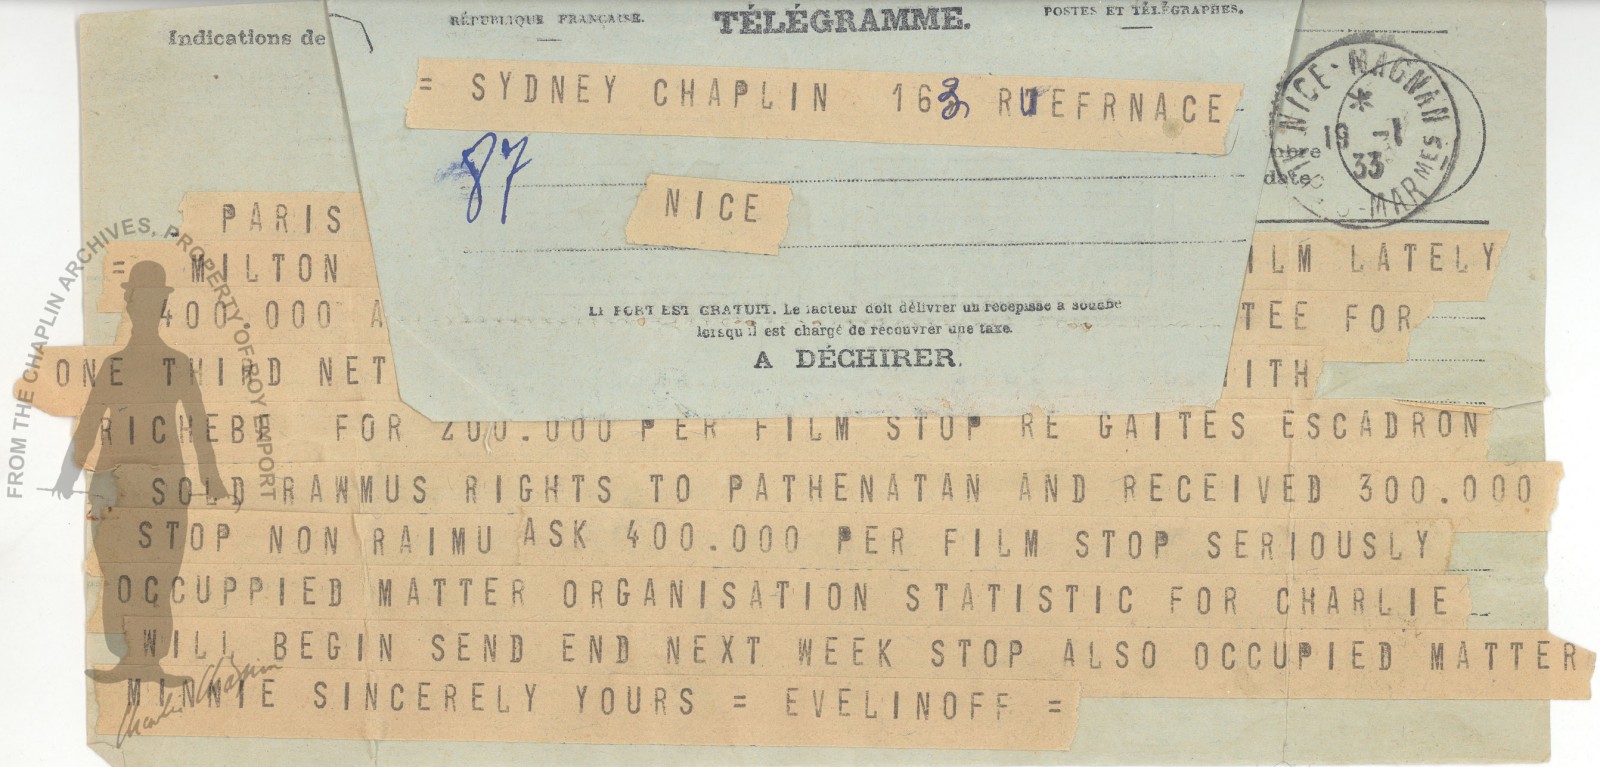 Indications de
RÉPUBLIQUE FRANÇAISE.
TÉLÉGRAMME.
POSTES ET TÉLÉGRAPHES.
= SYDNEY CHAPLIN 163 RUEFRNACE
87
NICE
NICE-MAGNAN
19 -1
33
MARMES
mbre
date
PARIS
= MILTON
ILM LATELY
400.000 A
TEE FOR
ONE THIRD NET
ITH
LE PORT EST GRATUIT. Le facteur doit délivrer un récépissé à souche
lorsqu'il est chargé de recouvrer une taxe.
A DÉCHIRER.
RICHEBE FOR 200.000 PER FILM STOP RE GAITES ESCADRON
SOLD RAWMUS RIGHTS TO PATHENATAN AND RECEIVED 300.000
STOP NON RAIMU ASK 400.000 PER FILM STOP SERIOUSLY
OCCUPPIED MATTER ORGANISATION STATISTIC FOR CHARLIE
WILL BEGIN SEND END NEXT WEEK STOP ALSO OCCUPIED MATTER
MINNIE SINCERELY YOURS = EVELINOFF =
FROM THE CHAPLIN ARCHIVES, PROPERTY OF ROY EXPORT
Charlie Chaplin